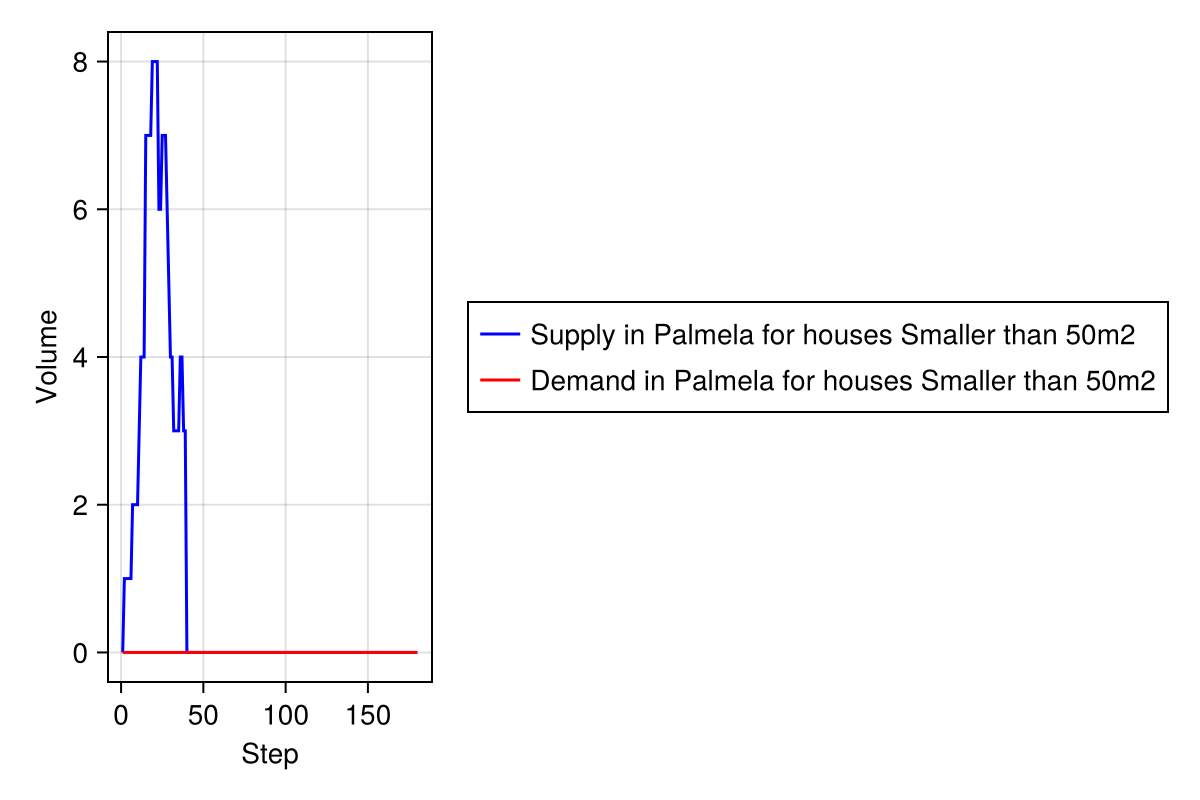 8
6
4
2
0
Volume
0 50 100 150
Step
Supply in Palmela for houses Smaller than 50m2
Demand in Palmela for houses Smaller than 50m2